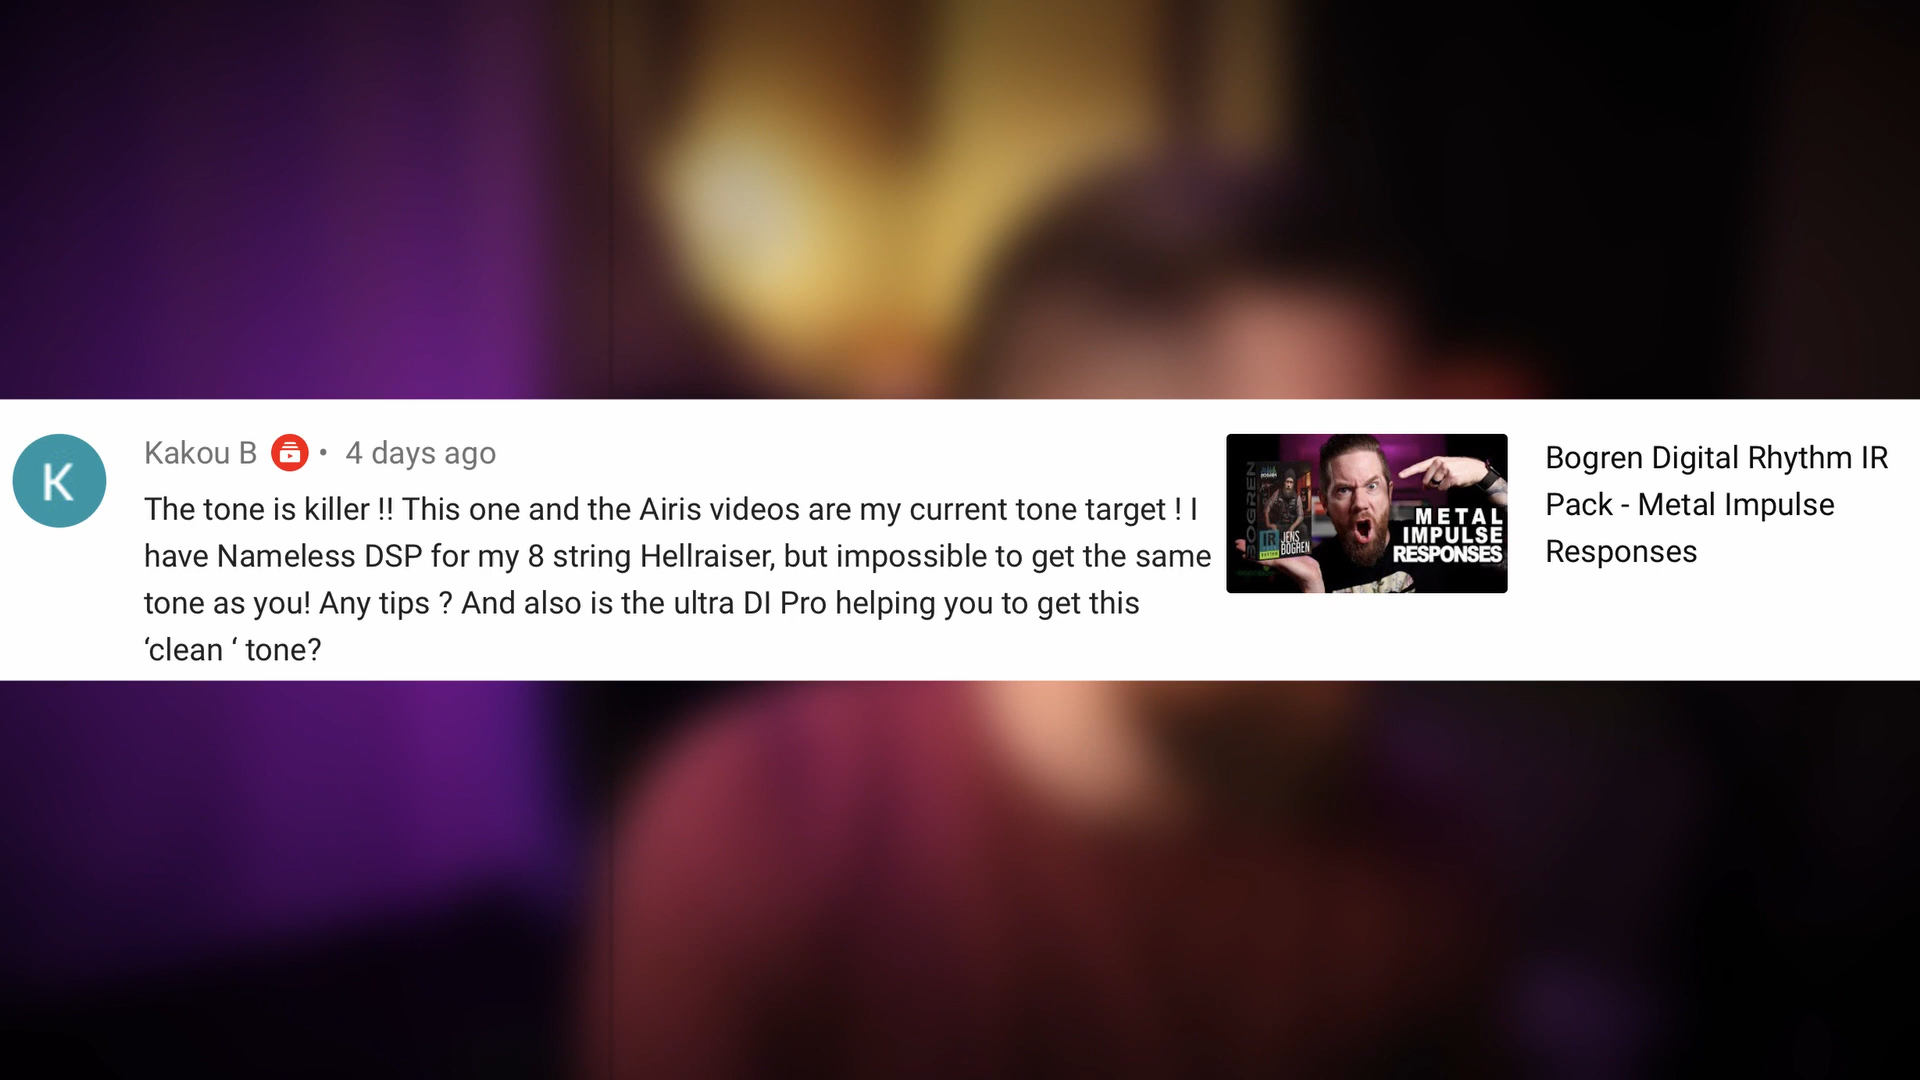 K
Kakou B • 4 days ago
The tone is killer !! This one and the Airis videos are my current tone target ! I
have Nameless DSP for my 8 string Hellraiser, but impossible to get the same
tone as you! Any tips ? And also is the ultra DI Pro helping you to get this
‘clean ‘ tone?
BOGREN
IR
JENS
BOGREN
METAL
IMPULSE
RESPONSES
Bogren Digital Rhythm IR
Pack - Metal Impulse
Responses